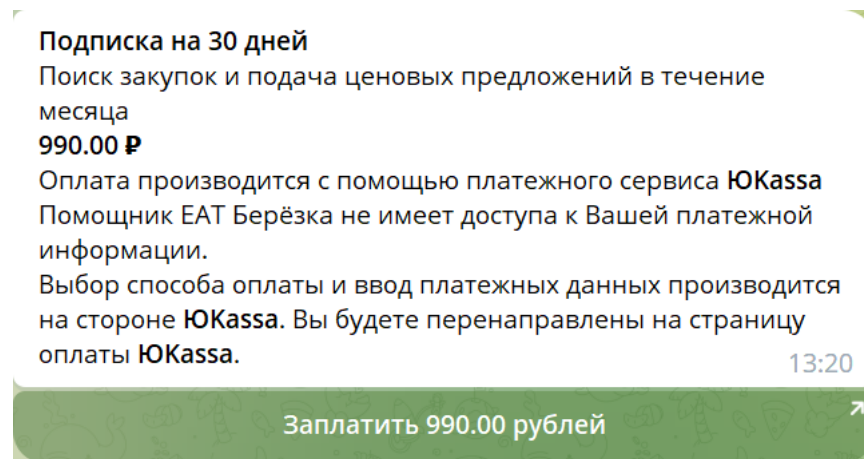 Подписка на 30 дней
Поиск закупок и подача ценовых предложений в течение
месяца
990.00 ₽
Оплата производится с помощью платежного сервиса ЮKassa
Помощник ЕАТ Берёзка не имеет доступа к Вашей платежной
информации.
Выбор способа оплаты и ввод платежных данных производится
на стороне ЮKassa. Вы будете перенаправлены на страницу
оплаты ЮKassa.
13:20
Заплатить 990.00 рублей